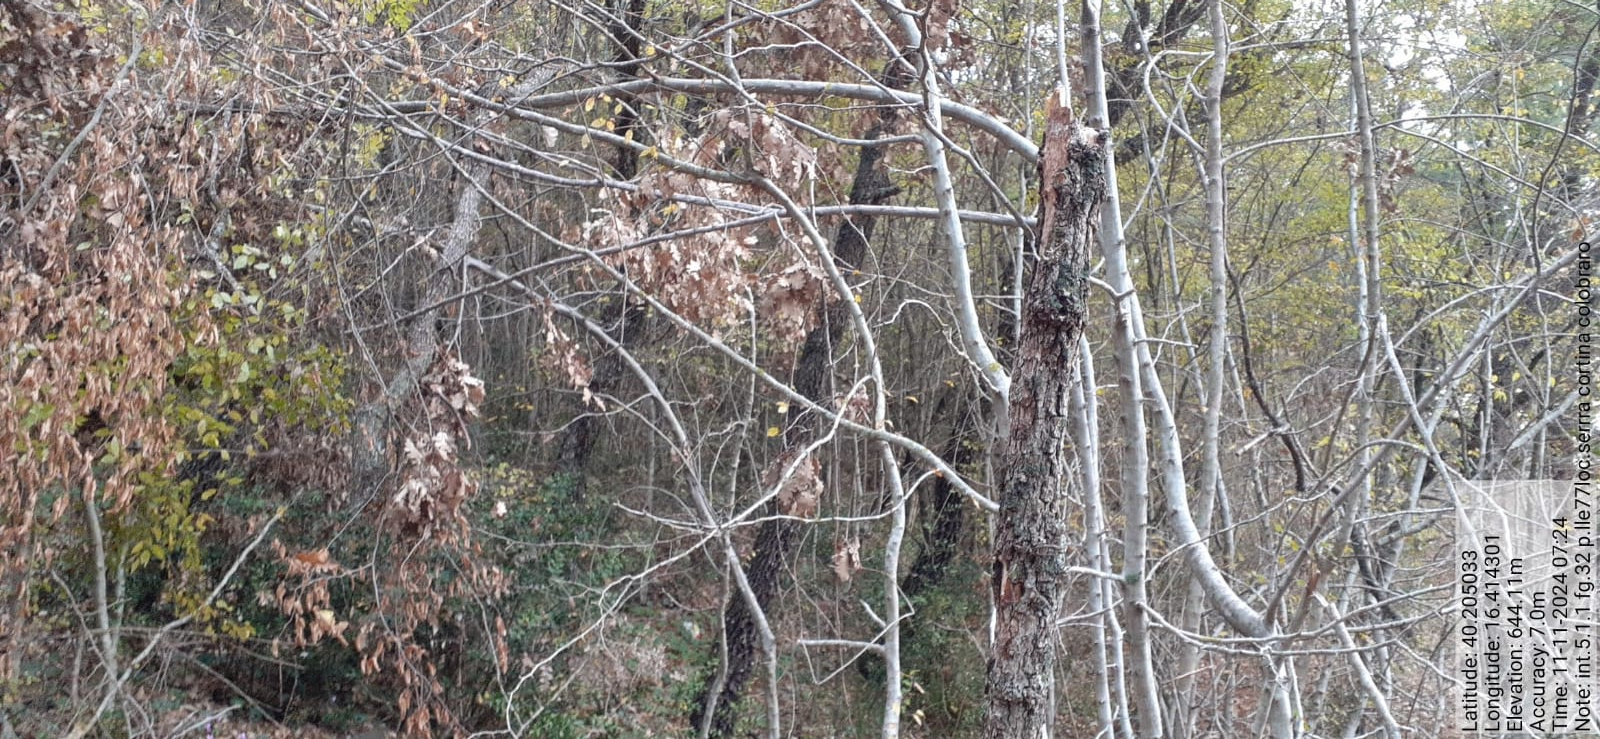 Latitude: 40.205033
Longitude: 16.414301
Elevation: 644.11m
Accuracy: 7.0m
Time: 11-11-2024 07:24
Note: int.5.1.1.1 fg.32 p.lle77loc.serra cortina colobraro